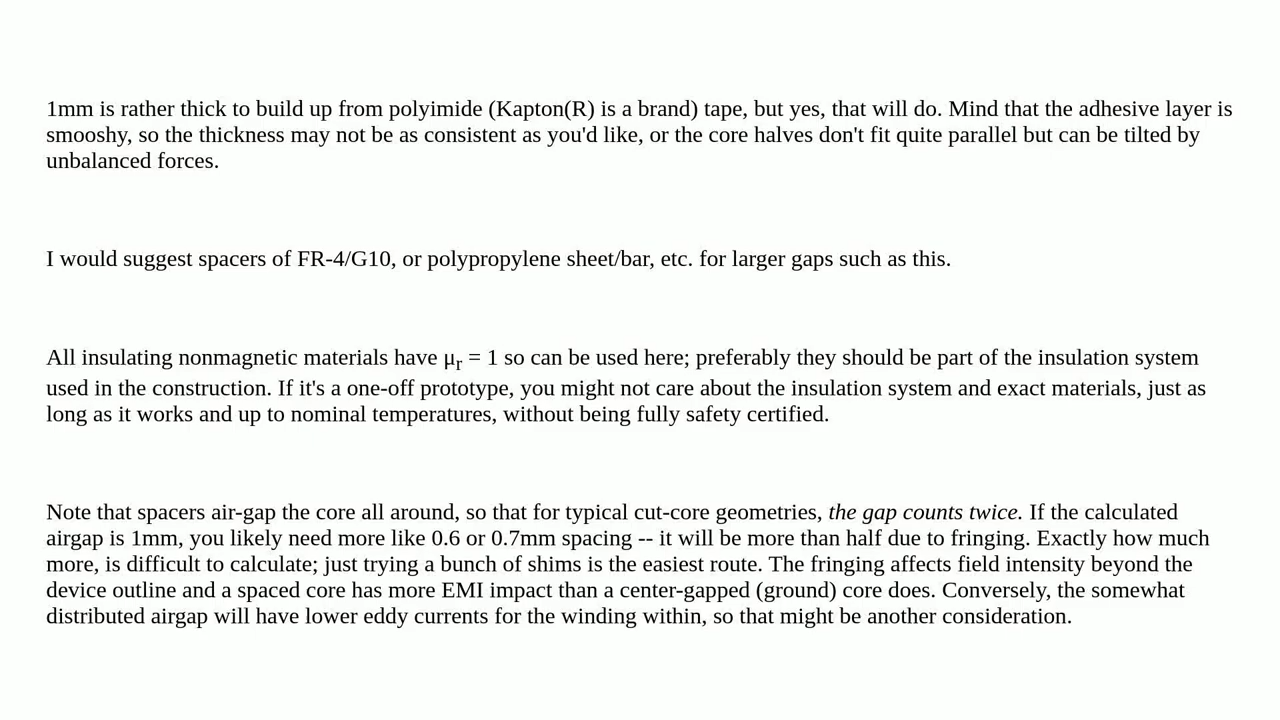 1mm is rather thick to build up from polyimide (Kapton(R) is a brand) tape, but yes, that will do. Mind that the adhesive layer is
smooshy, so the thickness may not be as consistent as you'd like, or the core halves don't fit quite parallel but can be tilted by
unbalanced forces.
I would suggest spacers of FR-4/G10, or polypropylene sheet/bar, etc. for larger gaps such as this.
All insulating nonmagnetic materials have μr = 1 so can be used here; preferably they should be part of the insulation system
used in the construction. If it's a one-off prototype, you might not care about the insulation system and exact materials, just as
long as it works and up to nominal temperatures, without being fully safety certified.
Note that spacers air-gap the core all around, so that for typical cut-core geometries, the gap counts twice. If the calculated
airgap is 1mm, you likely need more like 0.6 or 0.7mm spacing -- it will be more than half due to fringing. Exactly how much
more, is difficult to calculate; just trying a bunch of shims is the easiest route. The fringing affects field intensity beyond the
device outline and a spaced core has more EMI impact than a center-gapped (ground) core does. Conversely, the somewhat
distributed airgap will have lower eddy currents for the winding within, so that might be another consideration.